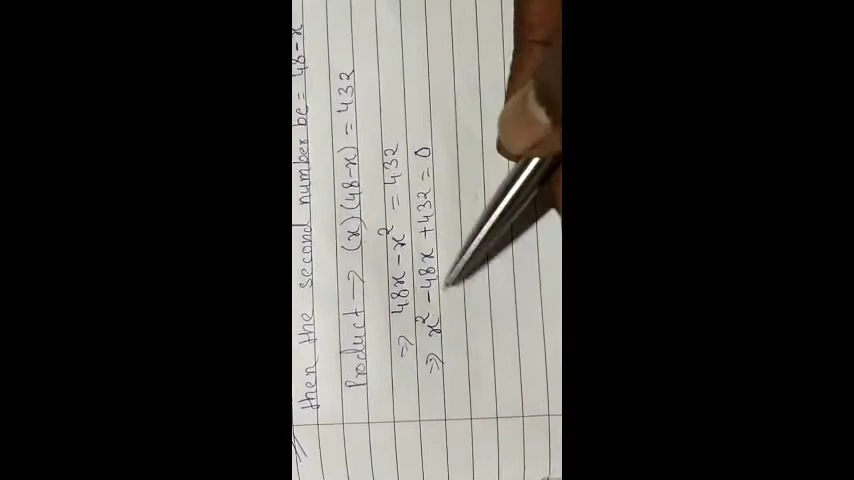 then the second number be = 48-x
Product → (x)(48-x) = 432
⇒ 48x - x² = 432
⇒ x² - 48x + 432 = 0